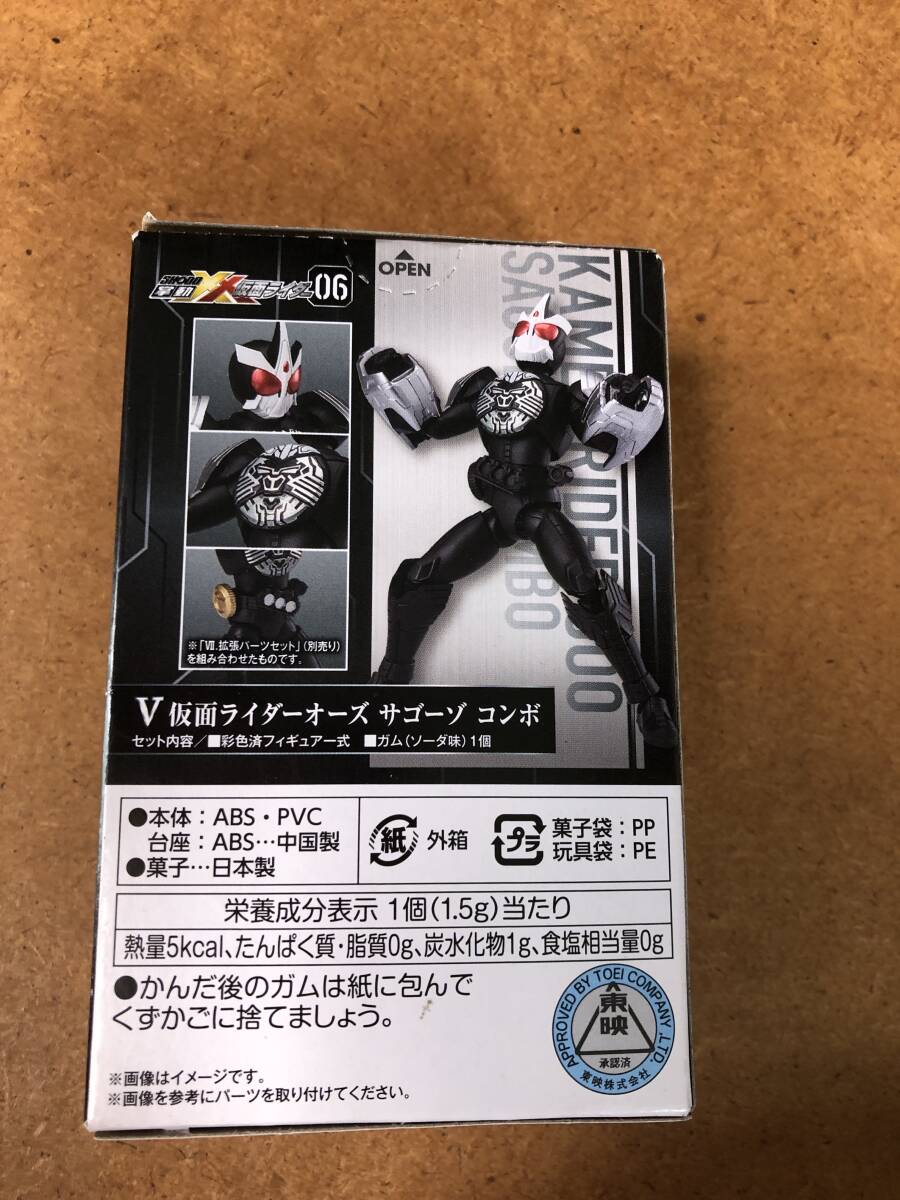 SHODO
掌動 XX 仮面ライダー 06
OPEN
KAMEN RIDER OOO
SAGOHZO COMBO
※「Ⅶ.拡張パーツセット」(別売り)
を組み合わせたものです。
Ⅴ 仮面ライダーオーズ サゴーゾ コンボ
セット内容/■彩色済フィギュア一式 ■ガム(ソーダ味)1個
●本体:ABS・PVC
台座:ABS…中国製
●菓子…日本製
紙 外箱
プラ 菓子袋:PP
玩具袋:PE
栄養成分表示 1個(1.5g)当たり
熱量5kcal、たんぱく質・脂質0g、炭水化物1g、食塩相当量0g
●かんだ後のガムは紙に包んで
くずかごに捨てましょう。
※画像はイメージです。
※画像を参考にパーツを取り付けてください。
APPROVED BY TOEI COMPANY,LTD.
東映
承認済
東映株式会社